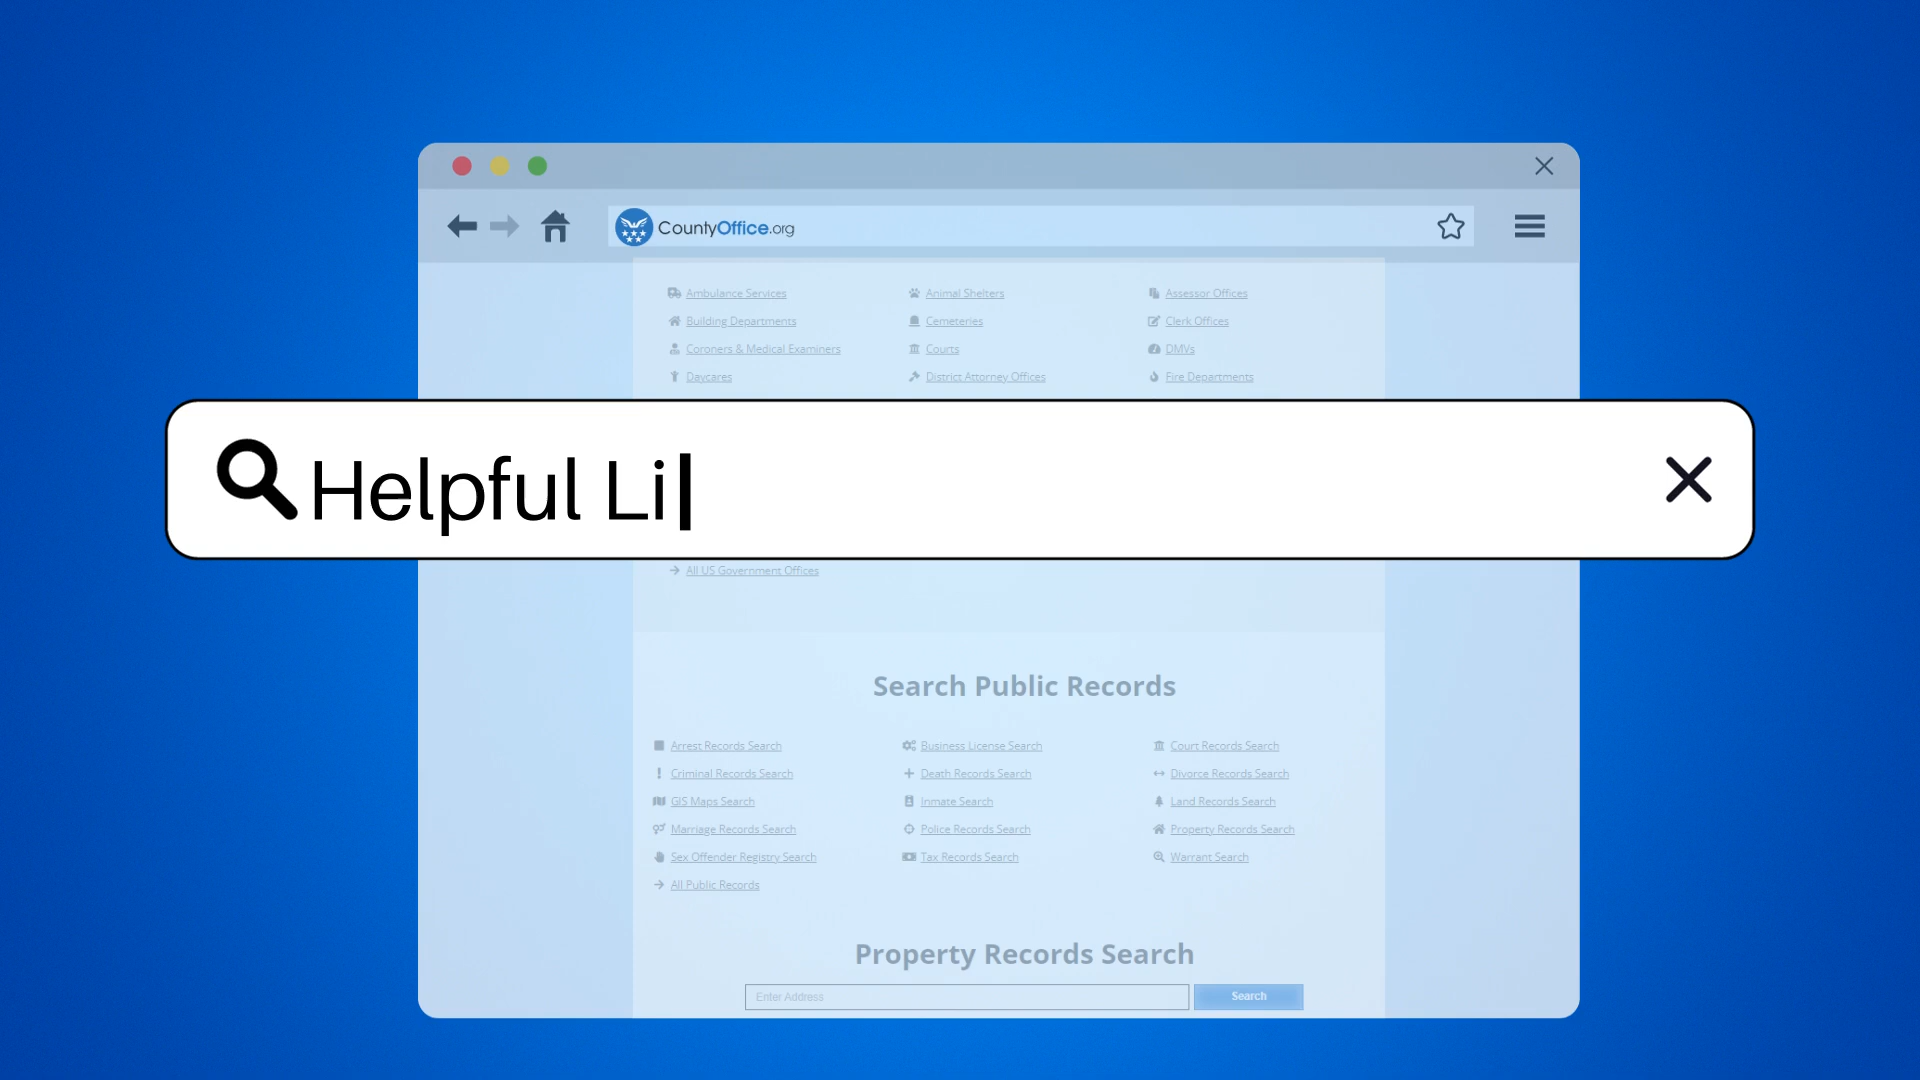 CountyOffice.org
Ambulance Services Animal Shelters Assessor Offices
Building Departments Cemeteries Clerk Offices
Coroners & Medical Examiners Courts DMVs
Daycares District Attorney Offices Fire Departments
Helpful Li
All US Government Offices
Search Public Records
Arrest Records Search Business License Search Court Records Search
Criminal Records Search Death Records Search Divorce Records Search
GIS Maps Search Inmate Search Land Records Search
Marriage Records Search Police Records Search Property Records Search
Sex Offender Registry Search Tax Records Search Warrant Search
All Public Records
Property Records Search
Enter Address Search